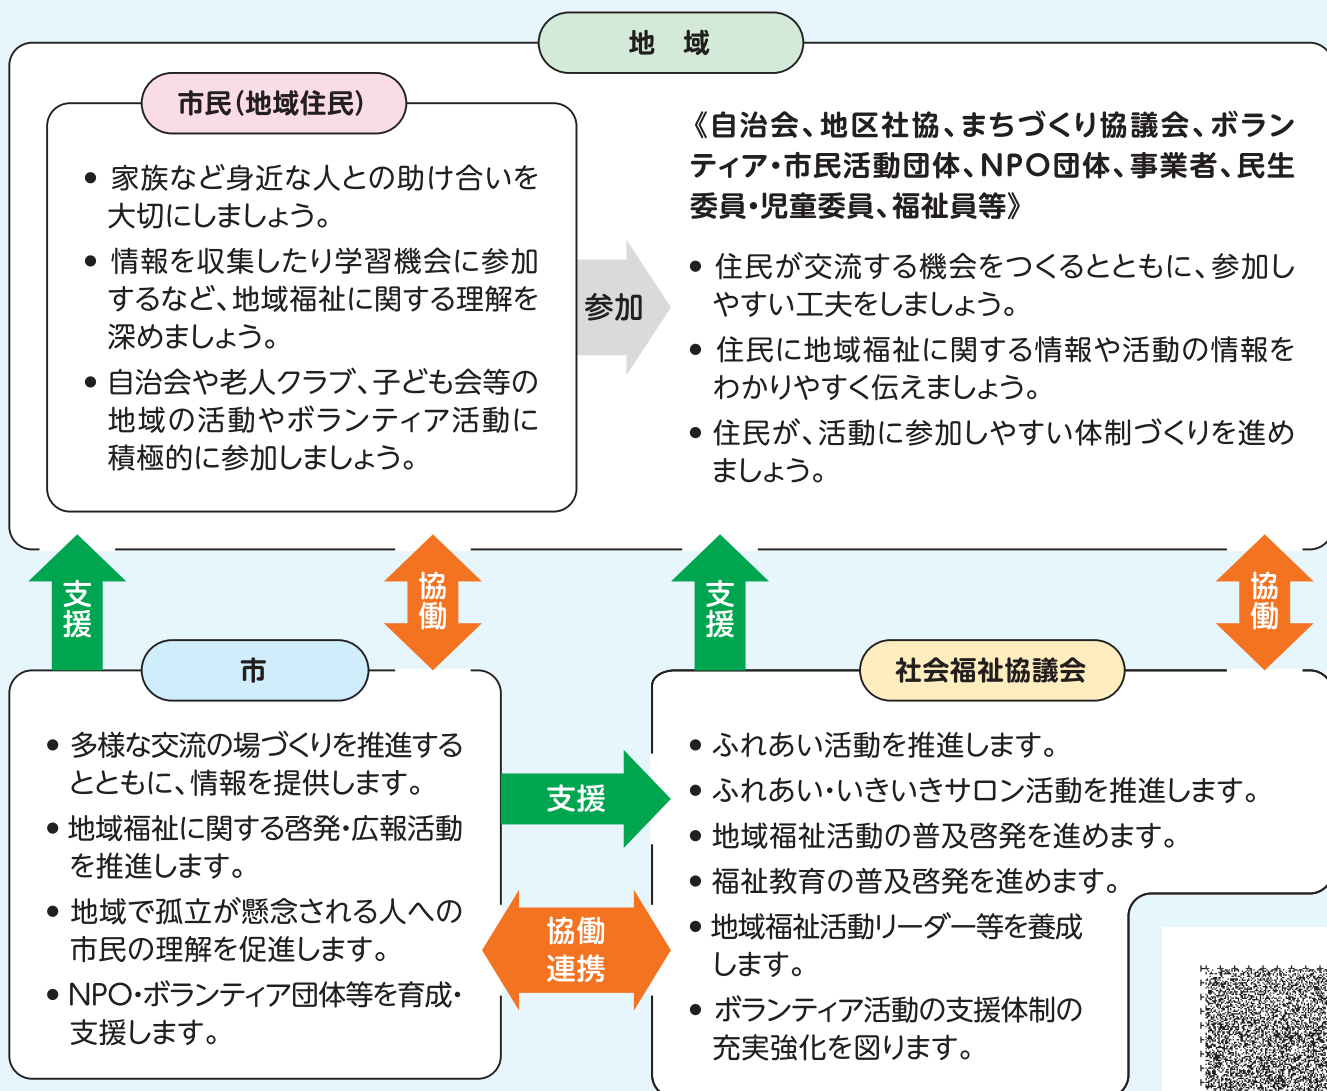 地 域
市民（地域住民）
• 家族など身近な人との助け合いを
大切にしましょう。
• 情報を収集したり学習機会に参加
するなど、地域福祉に関する理解を
深めましょう。
• 自治会や老人クラブ、子ども会等の
地域の活動やボランティア活動に
積極的に参加しましょう。
参加
《自治会、地区社協、まちづくり協議会、ボラン
ティア・市民活動団体、NPO団体、事業者、民生
委員・児童委員、福祉員等》
• 住民が交流する機会をつくるとともに、参加し
やすい工夫をしましょう。
• 住民に地域福祉に関する情報や活動の情報を
わかりやすく伝えましょう。
• 住民が、活動に参加しやすい体制づくりを進め
ましょう。
支援
協働
支援
協働
市
• 多様な交流の場づくりを推進する
とともに、情報を提供します。
• 地域福祉に関する啓発・広報活動
を推進します。
• 地域で孤立が懸念される人への
市民の理解を促進します。
• NPO・ボランティア団体等を育成・
支援します。
支援
協働
連携
社会福祉協議会
• ふれあい活動を推進します。
• ふれあい・いきいきサロン活動を推進します。
• 地域福祉活動の普及啓発を進めます。
• 福祉教育の普及啓発を進めます。
• 地域福祉活動リーダー等を養成
します。
• ボランティア活動の支援体制の
充実強化を図ります。